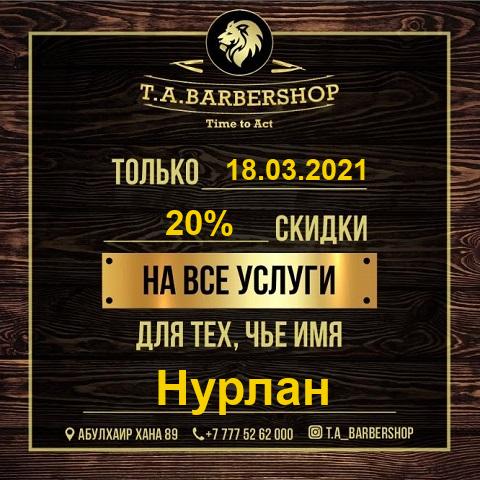 T.A.BARBERSHOP
Time to Act
ТОЛЬКО 18.03.2021
20% СКИДКИ
НА ВСЕ УСЛУГИ
ДЛЯ ТЕХ, ЧЬЕ ИМЯ
Нурлан
АБУЛХАИР ХАНА 89 +7 777 52 62 000 T.A_BARBERSHOP